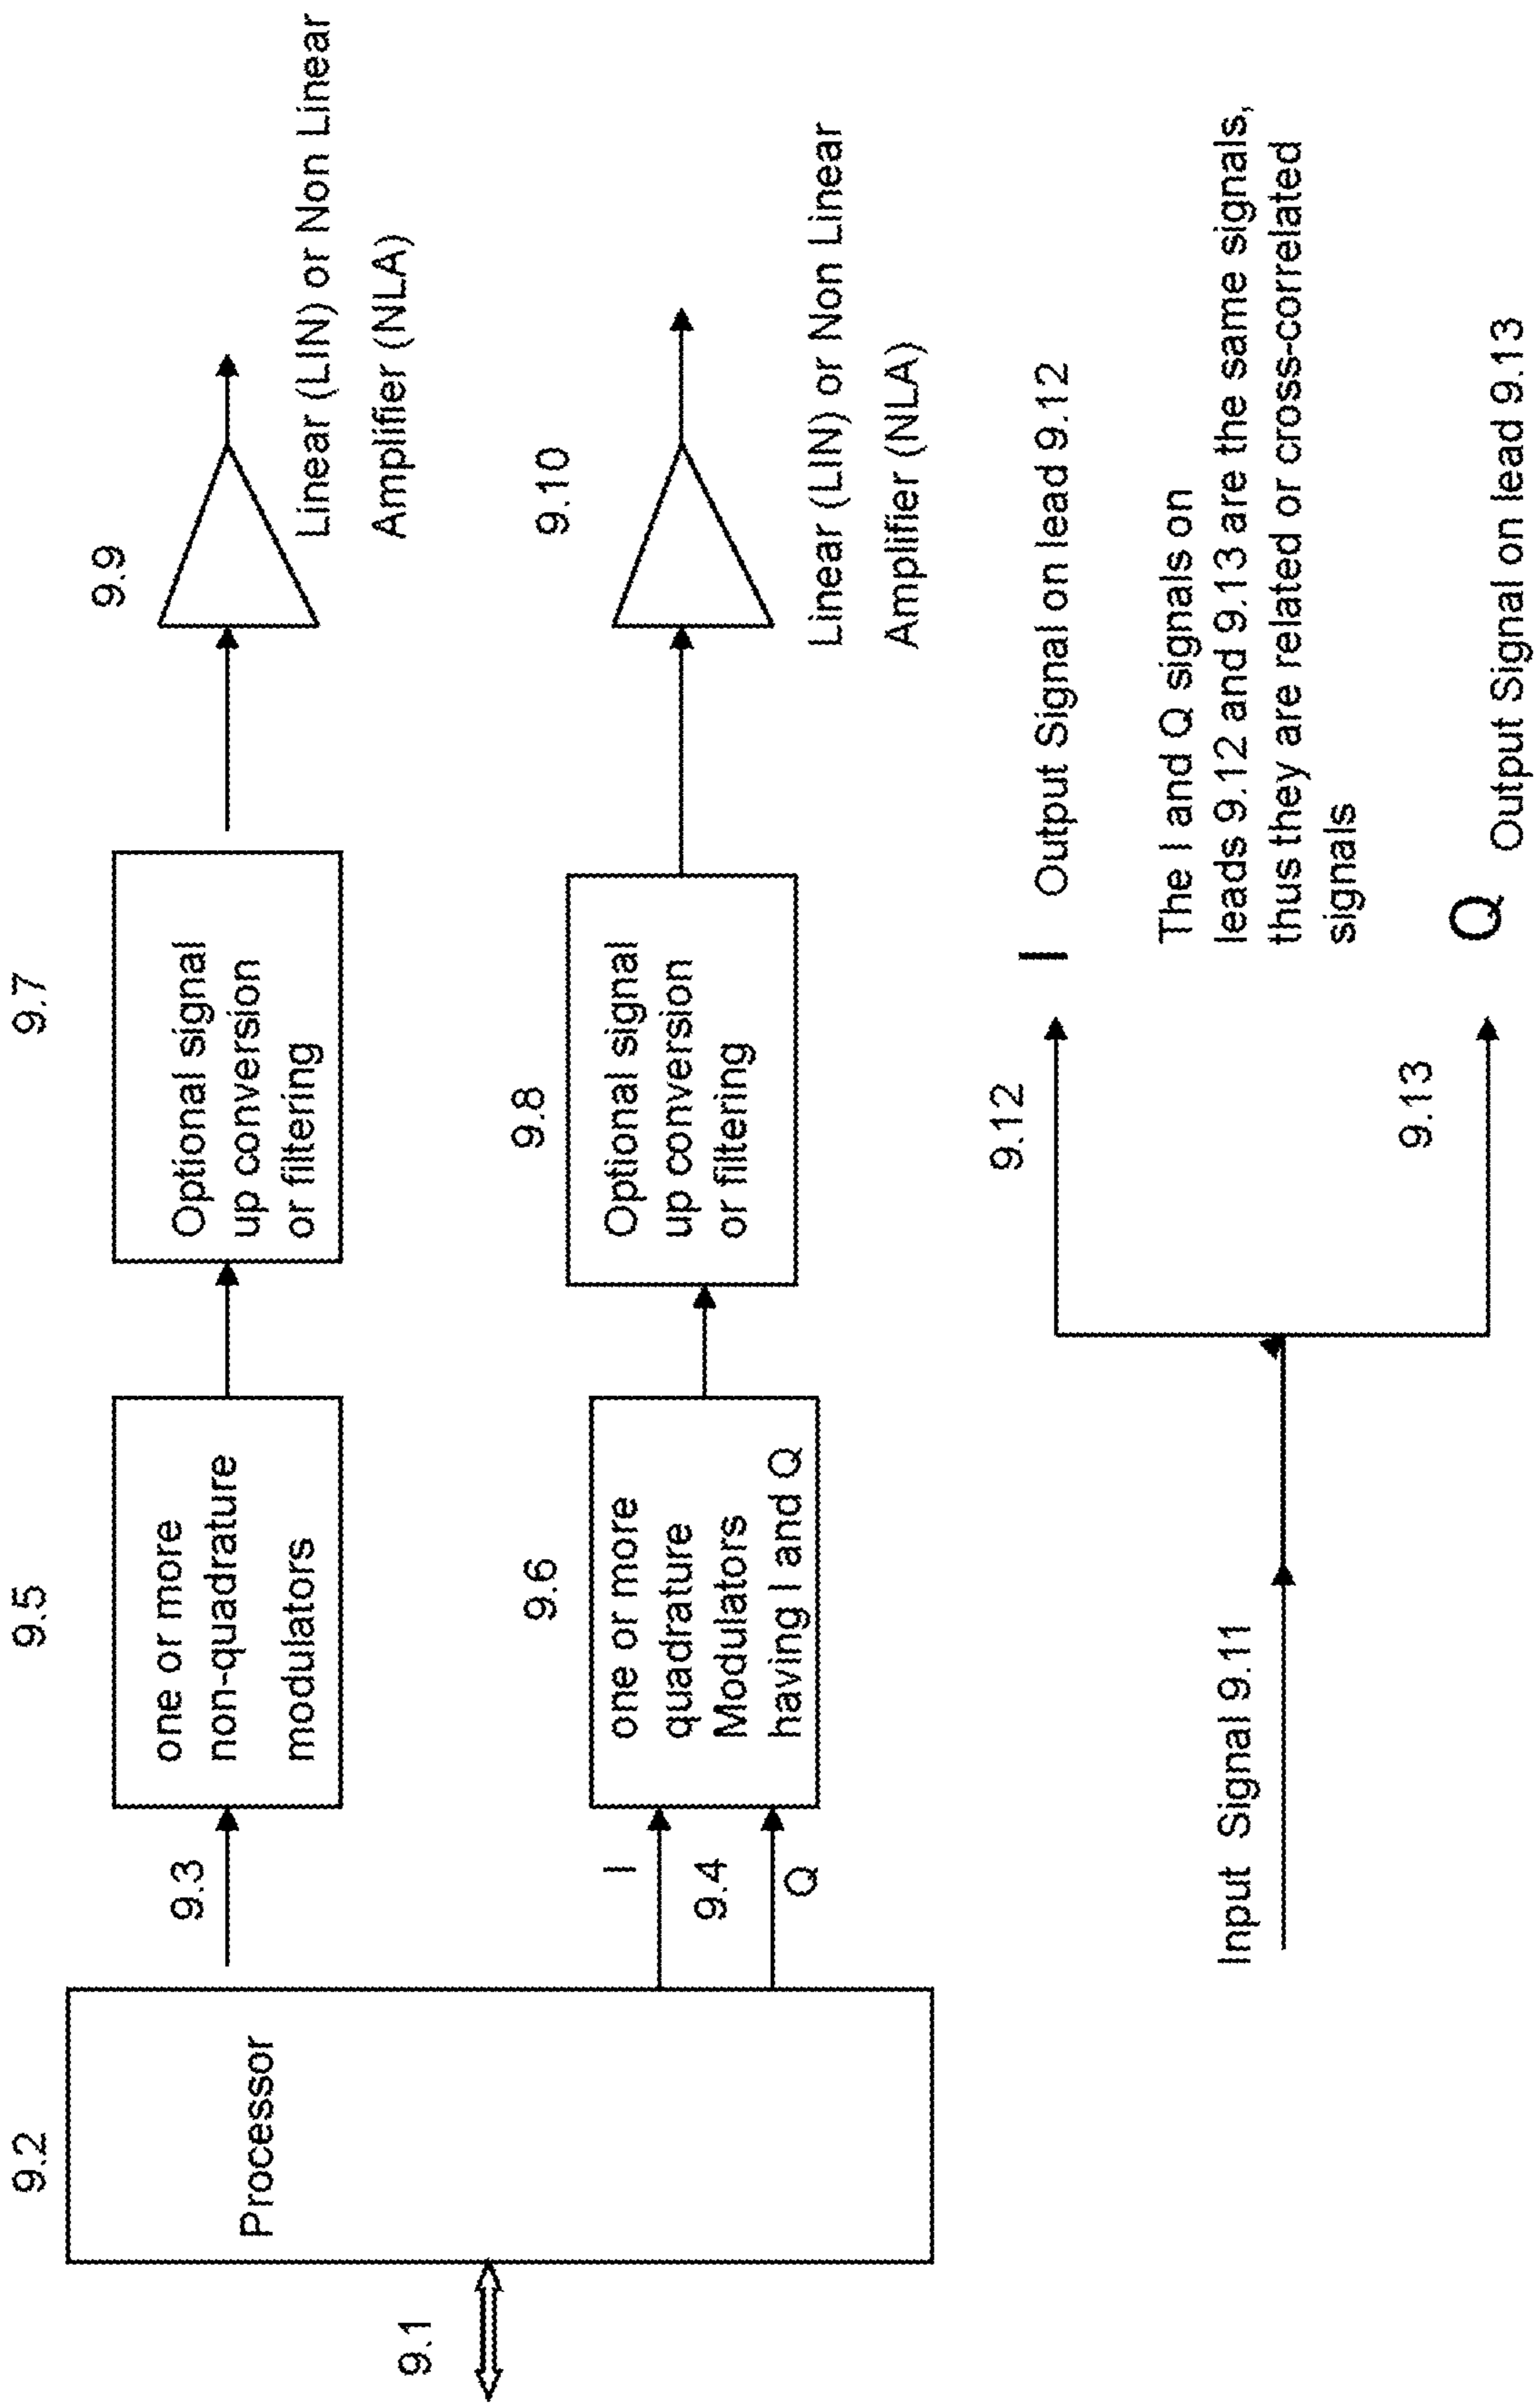 9.1
9.2
Processor
9.3
9.5
one or more
non-quadrature
modulators
9.7
Optional signal
up conversion
or filtering
9.9
Linear (LIN) or Non Linear
Amplifier (NLA)
I
9.4
Q
9.6
one or more
quadrature
Modulators
having I and Q
9.8
Optional signal
up conversion
or filtering
9.10
Linear (LIN) or Non Linear
Amplifier (NLA)
Input Signal 9.11
9.12
I
Output Signal on lead 9.12
The I and Q signals on
leads 9.12 and 9.13 are the same signals,
thus they are related or cross-correlated
signals
9.13
Q
Output Signal on lead 9.13